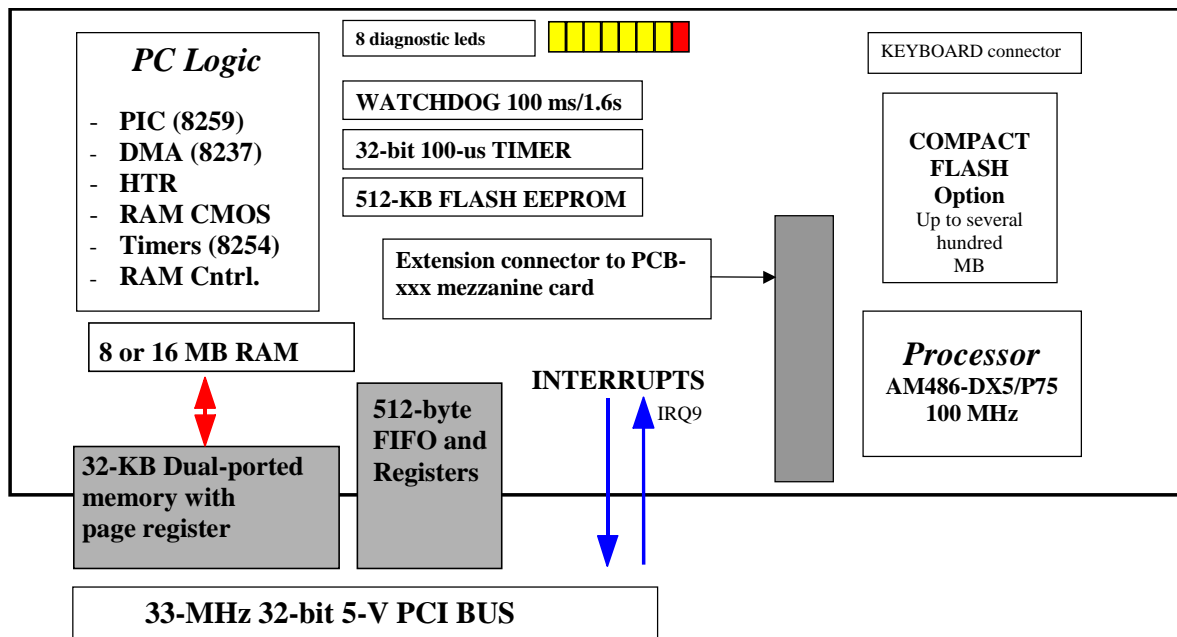 PC Logic
- PIC (8259)
- DMA (8237)
- HTR
- RAM CMOS
- Timers (8254)
- RAM Cntrl.
8 diagnostic leds
WATCHDOG 100 ms/1.6s
32-bit 100-us TIMER
512-KB FLASH EEPROM
Extension connector to PCB-
xxx mezzanine card
KEYBOARD connector
COMPACT
FLASH
Option
Up to several
hundred
MB
Processor
AM486-DX5/P75
100 MHz
8 or 16 MB RAM
32-KB Dual-ported
memory with
page register
512-byte
FIFO and
Registers
INTERRUPTS
IRQ9
33-MHz 32-bit 5-V PCI BUS